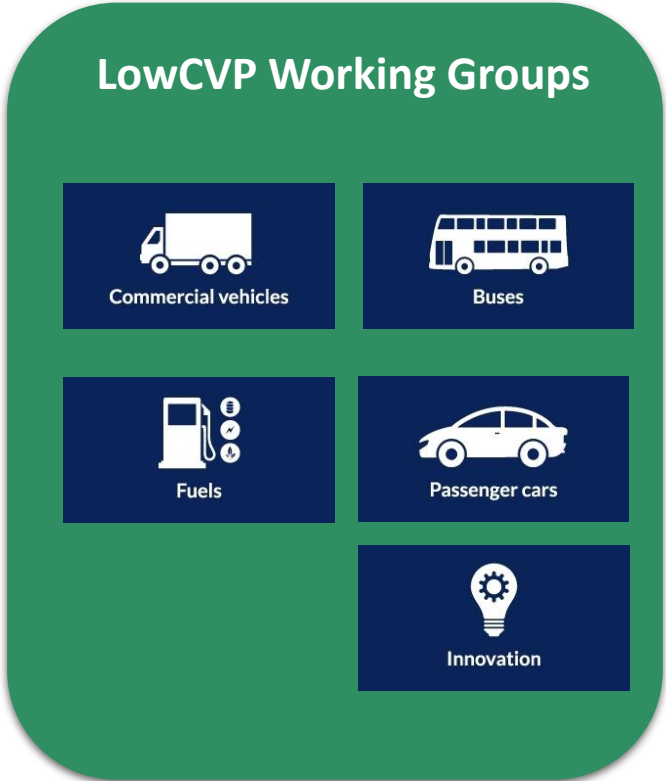 LowCVP Working Groups
Commercial vehicles
Buses
Fuels
Passenger cars
Innovation